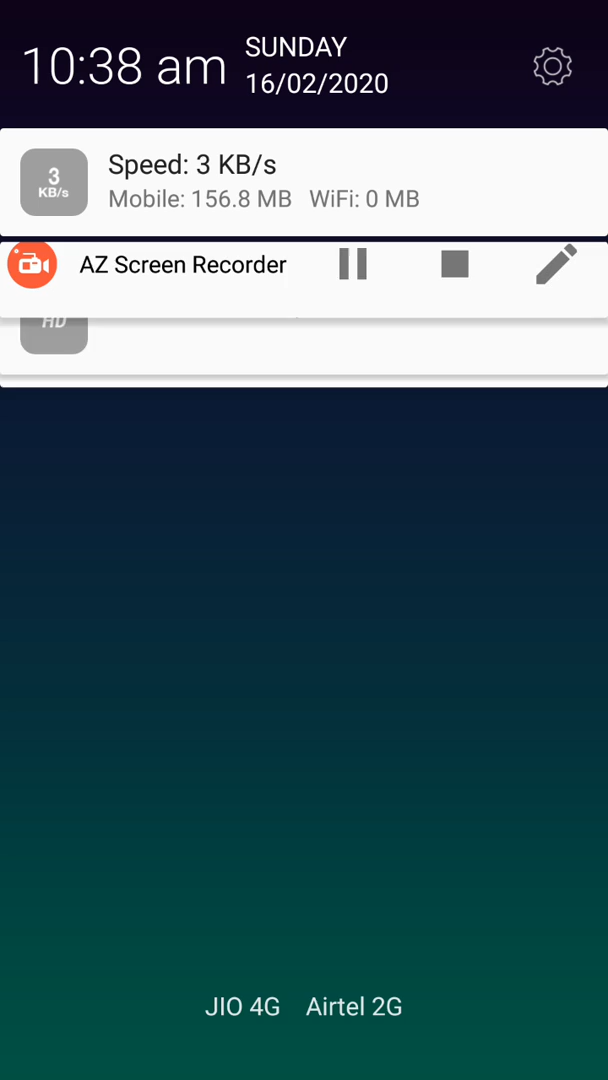 10:38 am
SUNDAY
16/02/2020
3
KB/s
Speed: 3 KB/s
Mobile: 156.8 MB WiFi: 0 MB
AZ Screen Recorder
HD
JIO 4G Airtel 2G